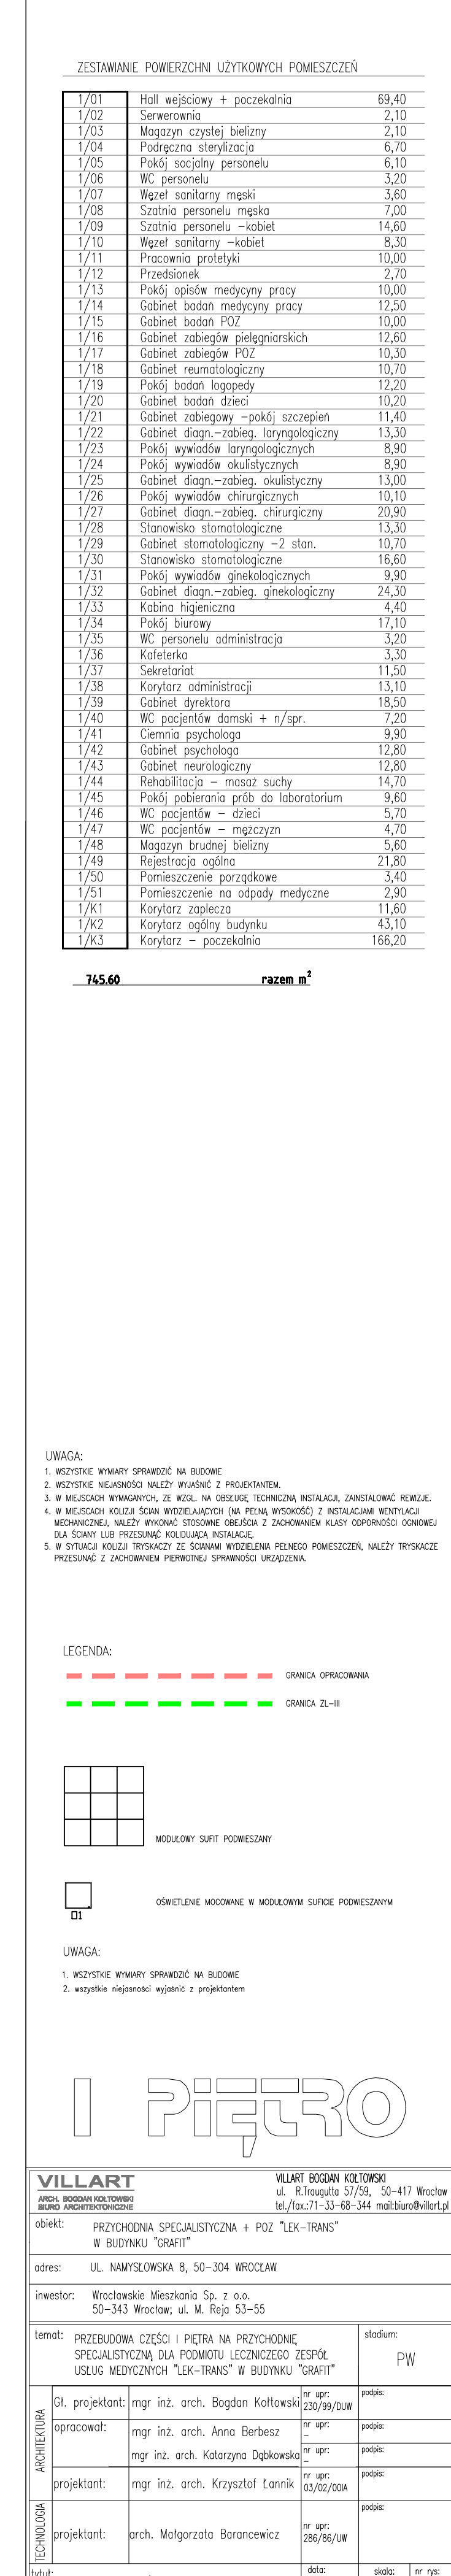 ZESTAWIANIE POWIERZCHNI UŻYTKOWYCH POMIESZCZEŃ
1/01 Hall wejściowy + poczekalnia 69,40
1/02 Serwerownia 2,10
1/03 Magazyn czystej bielizny 2,10
1/04 Podręczna sterylizacja 6,70
1/05 Pokój socjalny personelu 6,10
1/06 WC personelu 3,20
1/07 Węzeł sanitarny męski 3,60
1/08 Szatnia personelu męska 7,00
1/09 Szatnia personelu -kobiet 14,60
1/10 Węzeł sanitarny -kobiet 8,30
1/11 Pracownia protetyki 10,00
1/12 Przedsionek 2,70
1/13 Pokój opisów medycyny pracy 10,00
1/14 Gabinet badań medycyny pracy 12,50
1/15 Gabinet badań POZ 10,00
1/16 Gabinet zabiegów pielęgniarskich 12,60
1/17 Gabinet zabiegów POZ 10,30
1/18 Gabinet reumatologiczny 10,70
1/19 Pokój badań logopedy 12,20
1/20 Gabinet badań dzieci 10,20
1/21 Gabinet zabiegowy -pokój szczepień 11,40
1/22 Gabinet diagn.-zabieg. laryngologiczny 13,30
1/23 Pokój wywiadów laryngologicznych 8,90
1/24 Pokój wywiadów okulistycznych 8,90
1/25 Gabinet diagn.-zabieg. okulistyczny 13,00
1/26 Pokój wywiadów chirurgicznych 10,10
1/27 Gabinet diagn.-zabieg. chirurgiczny 20,90
1/28 Stanowisko stomatologiczne 13,30
1/29 Gabinet stomatologiczny -2 stan. 10,70
1/30 Stanowisko stomatologiczne 16,60
1/31 Pokój wywiadów ginekologicznych 9,90
1/32 Gabinet diagn.-zabieg. ginekologiczny 24,30
1/33 Kabina higieniczna 4,40
1/34 Pokój biurowy 17,10
1/35 WC personelu administracja 3,20
1/36 Kafeterka 3,30
1/37 Sekretariat 11,50
1/38 Korytarz administracji 13,10
1/39 Gabinet dyrektora 18,50
1/40 WC pacjentów damski + n/spr. 7,20
1/41 Ciemnia psychologa 9,90
1/42 Gabinet psychologa 12,80
1/43 Gabinet neurologiczny 12,80
1/44 Rehabilitacja - masaż suchy 14,70
1/45 Pokój pobierania prób do laboratorium 9,60
1/46 WC pacjentów - dzieci 5,70
1/47 WC pacjentów - mężczyzn 4,70
1/48 Magazyn brudnej bielizny 5,60
1/49 Rejestracja ogólna 21,80
1/50 Pomieszczenie porządkowe 3,40
1/51 Pomieszczenie na odpady medyczne 2,90
1/K1 Korytarz zaplecza 11,60
1/K2 Korytarz ogólny budynku 43,10
1/K3 Korytarz - poczekalnia 166,20
745.60 razem m²
UWAGA:
1. WSZYSTKIE WYMIARY SPRAWDZIĆ NA BUDOWIE
2. WSZYSTKIE NIEJASNOŚCI NALEŻY WYJAŚNIĆ Z PROJEKTANTEM.
3. W MIEJSCACH WYMAGANYCH, ZE WZGL. NA OBSŁUGĘ TECHNICZNĄ INSTALACJI, ZAINSTALOWAĆ REWIZJE.
4. W MIEJSCACH KOLIZJI ŚCIAN WYDZIELAJĄCYCH (NA PEŁNĄ WYSOKOŚĆ) Z INSTALACJAMI WENTYLACJI
MECHANICZNEJ, NALEŻY WYKONAĆ STOSOWNE OBEJŚCIA Z ZACHOWANIEM KLASY ODPORNOŚCI OGNIOWEJ
DLA ŚCIANY LUB PRZESUNĄĆ KOLIDUJĄCĄ INSTALACJĘ.
5. W SYTUACJI KOLIZJI TRYSKACZY ZE ŚCIANAMI WYDZIELENIA PEŁNEGO POMIESZCZEŃ, NALEŻY TRYSKACZE
PRZESUNĄĆ Z ZACHOWANIEM PIERWOTNEJ SPRAWNOŚCI URZĄDZENIA.
LEGENDA:
GRANICA OPRACOWANIA
GRANICA ZL-III
MODUŁOWY SUFIT PODWIESZANY
OŚWIETLENIE MOCOWANE W MODUŁOWYM SUFICIE PODWIESZANYM
O1
UWAGA:
1. WSZYSTKIE WYMIARY SPRAWDZIĆ NA BUDOWIE
2. wszystkie niejasności wyjaśnić z projektantem
I PIĘTRO
VILLART
ARCH. BOGDAN KOŁTOWSKI
BIURO ARCHITEKTONICZNE
VILLART BOGDAN KOŁTOWSKI
ul. R.Traugutta 57/59, 50-417 Wrocław
tel./fax.:71-33-68-344 mail:biuro@villart.pl
obiekt: PRZYCHODNIA SPECJALISTYCZNA + POZ "LEK-TRANS"
W BUDYNKU "GRAFIT"
adres: UL. NAMYSŁOWSKA 8, 50-304 WROCŁAW
inwestor: Wrocławskie Mieszkania Sp. z o.o.
50-343 Wrocław; ul. M. Reja 53-55
temat: PRZEBUDOWA CZĘŚCI I PIĘTRA NA PRZYCHODNIĘ
SPECJALISTYCZNĄ DLA PODMIOTU LECZNICZEGO ZESPÓŁ
USŁUG MEDYCZNYCH "LEK-TRANS" W BUDYNKU "GRAFIT"
stadium:
PW
ARCHITEKTURA
Gł. projektant: mgr inż. arch. Bogdan Kołtowski nr upr: 230/99/DUW podpis:
opracował: mgr inż. arch. Anna Berbesz nr upr: - podpis:
mgr inż. arch. Katarzyna Dąbkowska nr upr: - podpis:
projektant: mgr inż. arch. Krzysztof Łannik nr upr: 03/02/OOIA podpis:
TECHNOLOGIA
projektant: arch. Małgorzata Barancewicz nr upr: 286/86/UW podpis:
tytuł: data: skala: nr rys: